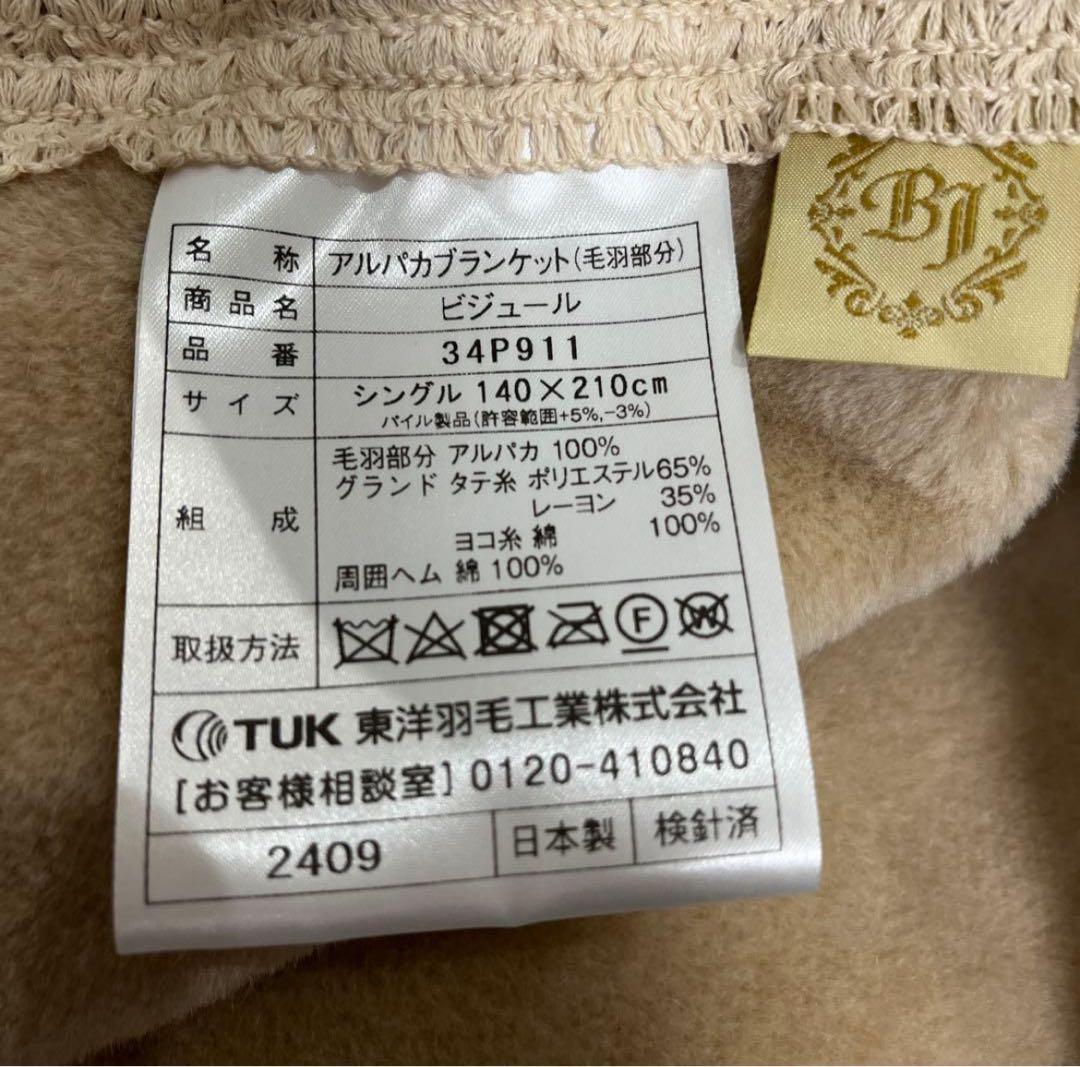 BJ
名称 アルパカブランケット(毛羽部分)
商品名 ビジュール
品番 34P911
サイズ シングル 140×210cm
パイル製品(許容範囲+5%,-3%)
組成 毛羽部分 アルパカ 100%
グランド タテ糸 ポリエステル65%
レーヨン 35%
ヨコ糸 綿 100%
周囲ヘム 綿 100%
取扱方法 F W
TUK 東洋羽毛工業株式会社
[お客様相談室] 0120-410840
2409 日本製 検針済